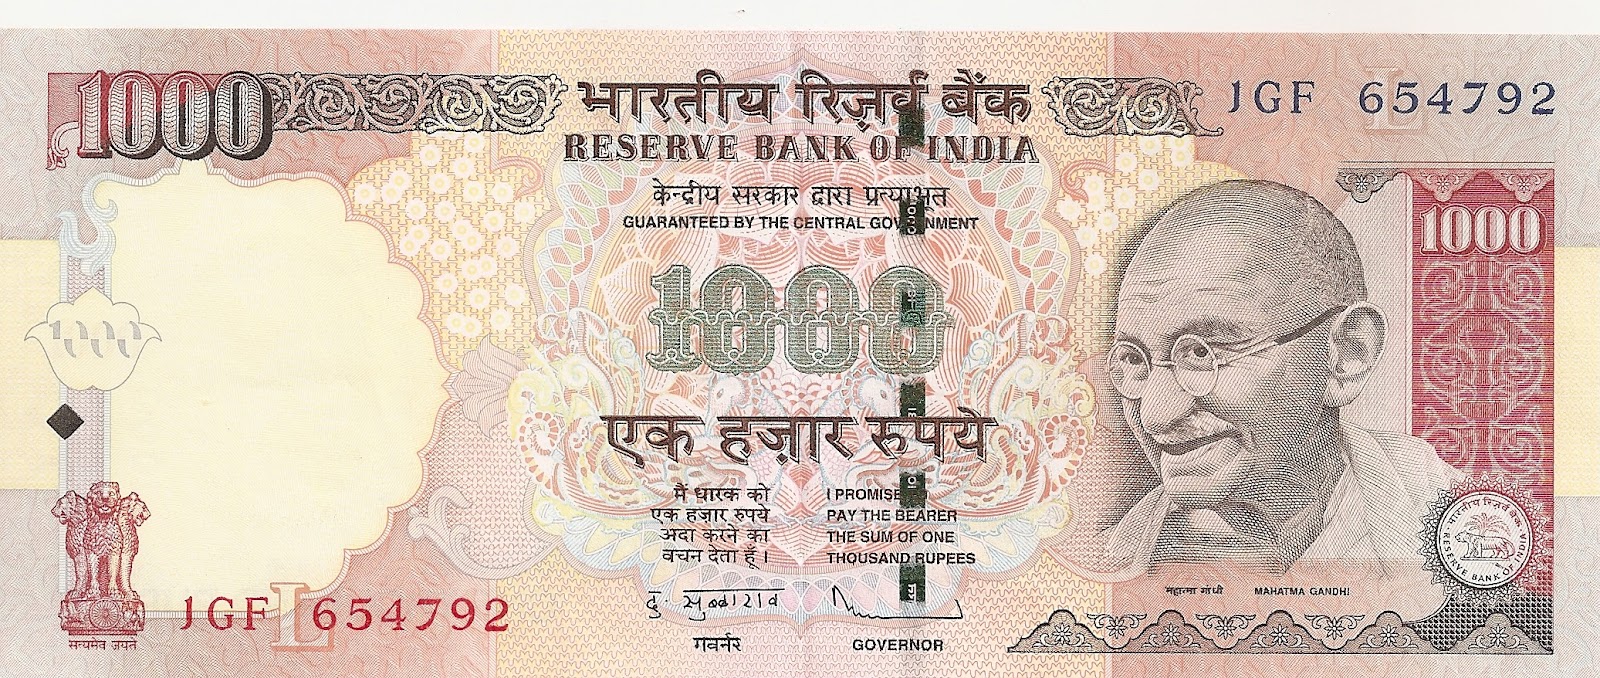 1000
भारतीय रिज़र्व बैंक
RESERVE BANK OF INDIA
केन्द्रीय सरकार द्वारा प्रत्याभूत
GUARANTEED BY THE CENTRAL GOVERNMENT
1GF 654792
1000
1000
एक हज़ार रुपये
मैं धारक को
एक हज़ार रुपये
अदा करने का
वचन देता हूँ।
I PROMISE TO
PAY THE BEARER
THE SUM OF ONE
THOUSAND RUPEES
दु. सुब्बाराव
गवर्नर
GOVERNOR
सत्यमेव जयते
1GF L 654792
महात्मा गांधी
MAHATMA GANDHI
भारतीय रिज़र्व बैंक
RESERVE BANK OF INDIA